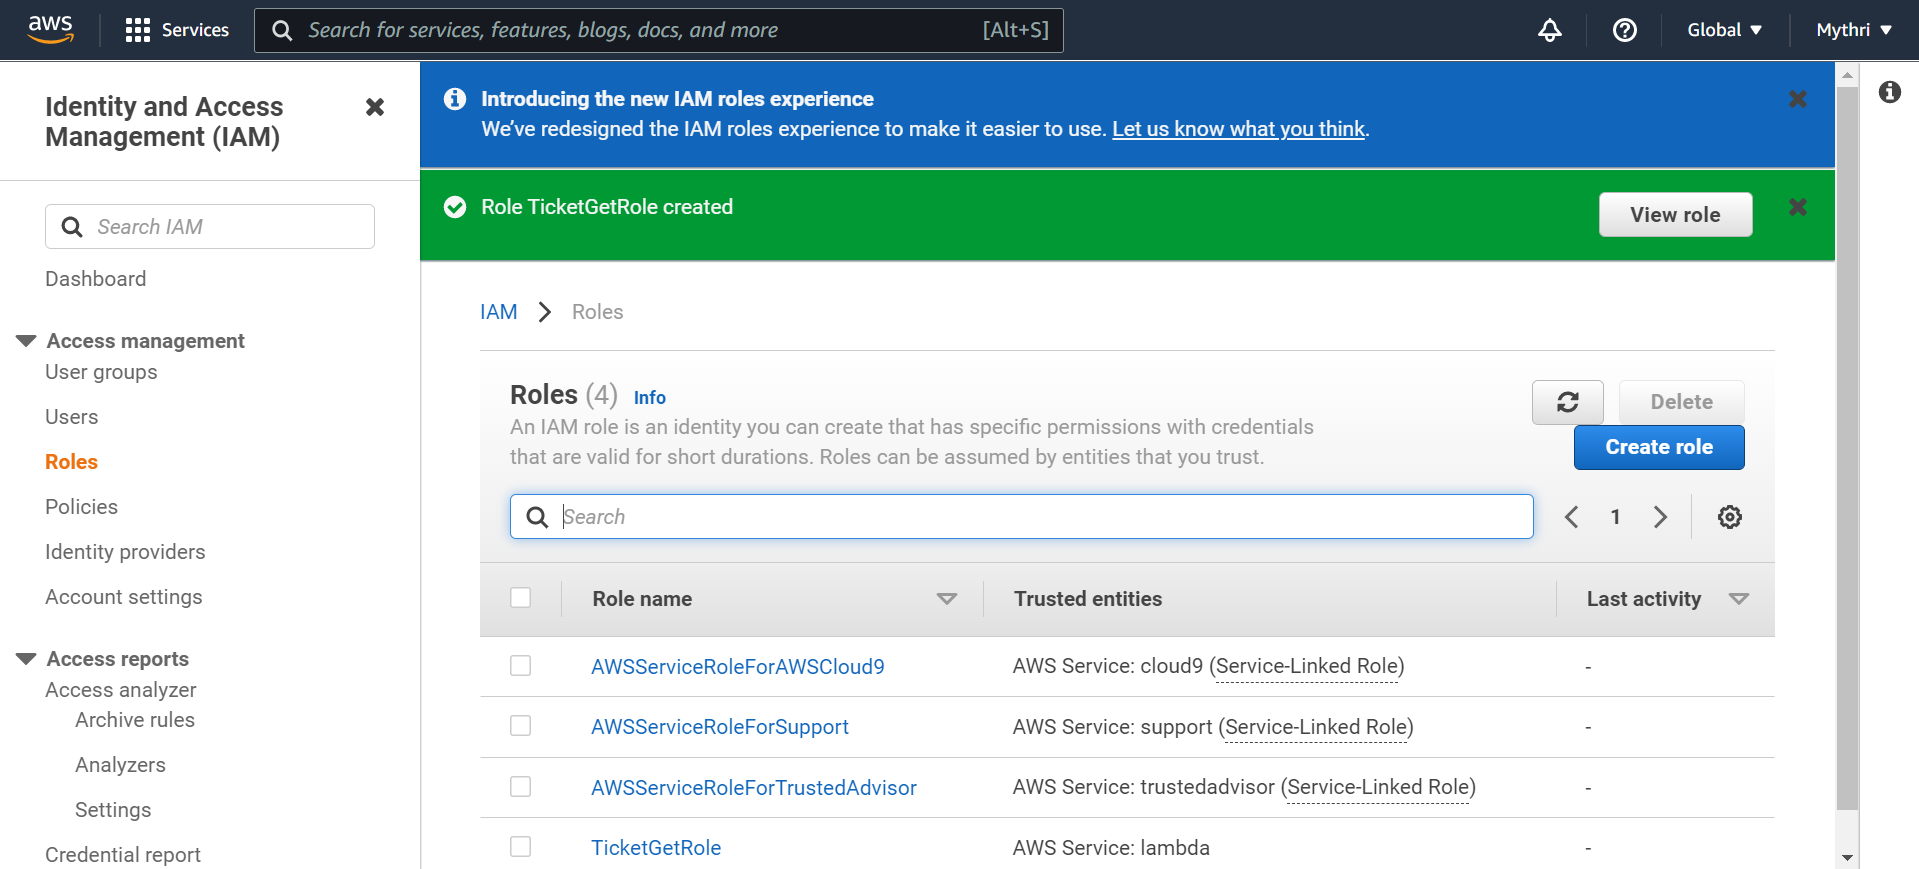 aws
Services
Search for services, features, blogs, docs, and more
[Alt+S]
Global
Mythri
Identity and Access
Management (IAM)
Search IAM
Dashboard
Access management
User groups
Users
Roles
Policies
Identity providers
Account settings
Access reports
Access analyzer
Archive rules
Analyzers
Settings
Credential report
Introducing the new IAM roles experience
We've redesigned the IAM roles experience to make it easier to use. Let us know what you think.
Role TicketGetRole created
View role
IAM
Roles
Roles (4) Info
An IAM role is an identity you can create that has specific permissions with credentials
that are valid for short durations. Roles can be assumed by entities that you trust.
Delete
Create role
Search
1
Role name
Trusted entities
Last activity
AWSServiceRoleForAWSCloud9
AWS Service: cloud9 (Service-Linked Role)
-
AWSServiceRoleForSupport
AWS Service: support (Service-Linked Role)
-
AWSServiceRoleForTrustedAdvisor
AWS Service: trustedadvisor (Service-Linked Role)
-
TicketGetRole
AWS Service: lambda
-